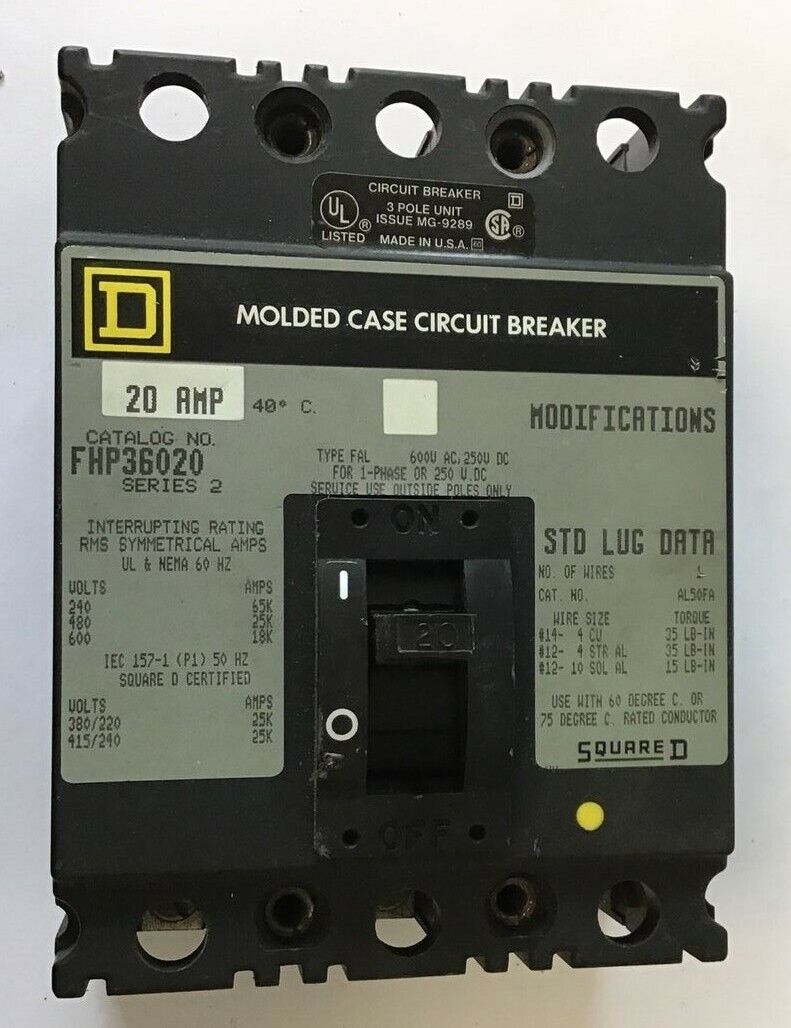 CIRCUIT BREAKER
3 POLE UNIT
ISSUE MG-9289
UL ® LISTED
MADE IN U.S.A. 60
SA ®
D
D
MOLDED CASE CIRCUIT BREAKER
20 AMP 40° C.
CATALOG NO.
FHP36020
SERIES 2
TYPE FAL 600V AC, 250V DC
FOR 1-PHASE OR 250 V.DC
SERVICE USE OUTSIDE POLES ONLY
MODIFICATIONS
INTERRUPTING RATING
RMS SYMMETRICAL AMPS
UL & NEMA 60 HZ
VOLTS AMPS
240 65K
480 25K
600 18K
IEC 157-1 (P1) 50 HZ
SQUARE D CERTIFIED
VOLTS AMPS
380/220 25K
415/240 25K
ON
I
20
O
OFF
STD LUG DATA
NO. OF WIRES 1
CAT. NO. AL50FA
WIRE SIZE TORQUE
#14- 4 CU 35 LB-IN
#12- 4 STR AL 35 LB-IN
#12- 10 SOL AL 15 LB-IN
USE WITH 60 DEGREE C. OR
75 DEGREE C. RATED CONDUCTOR
SQUARE D